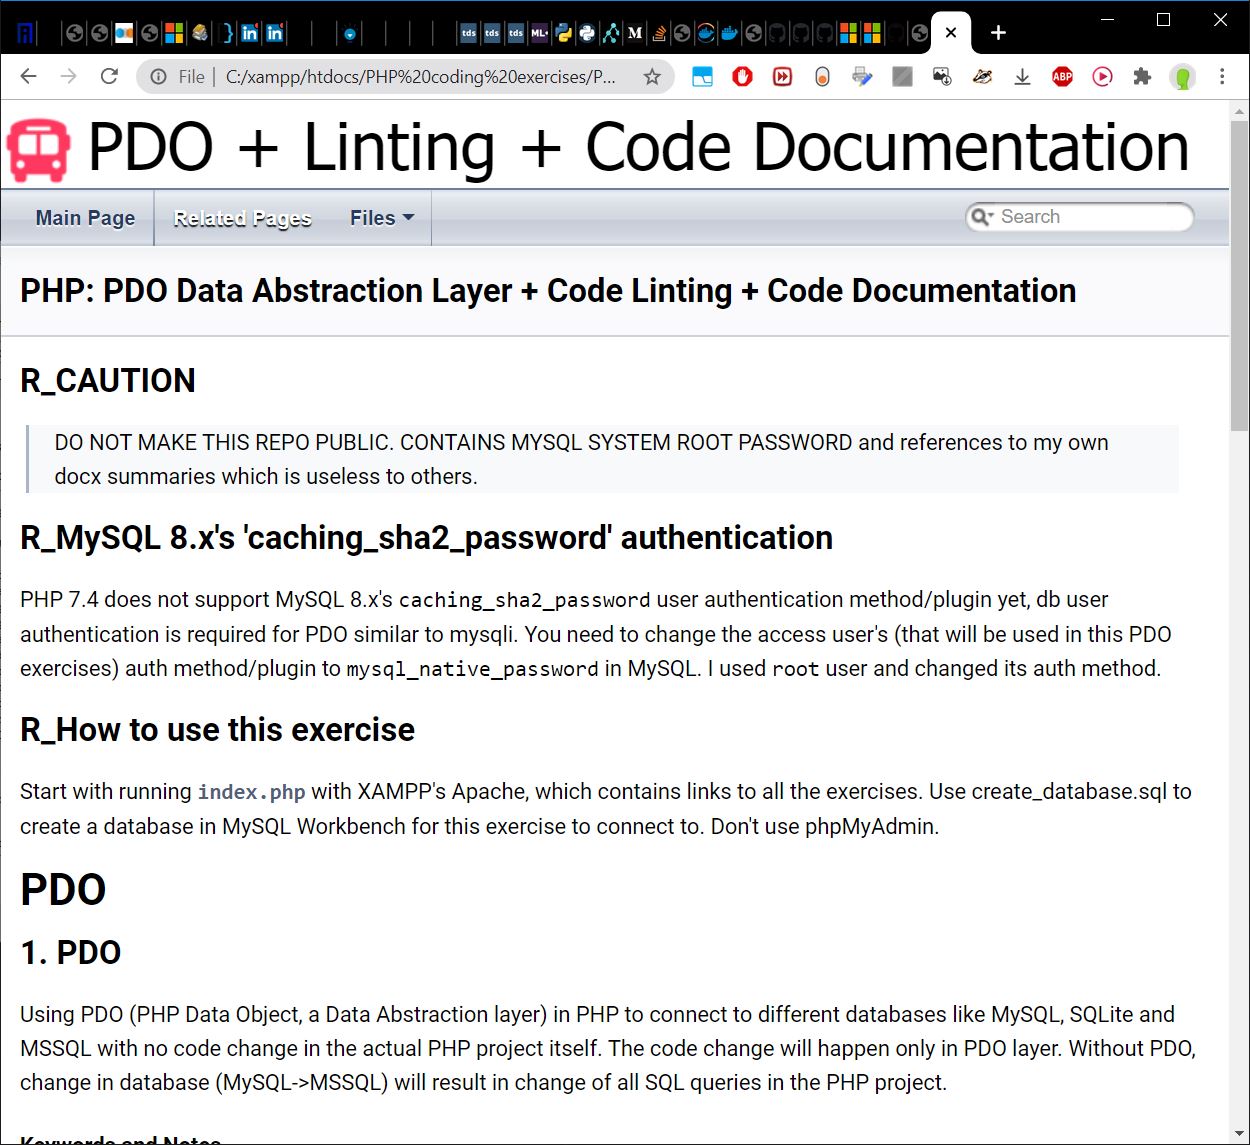 tds tds tds ML M
File | C:/xampp/htdocs/PHP%20coding%20exercises/P...
ABP
PDO + Linting + Code Documentation
Main Page Related Pages Files Search
PHP: PDO Data Abstraction Layer + Code Linting + Code Documentation
R_CAUTION
DO NOT MAKE THIS REPO PUBLIC. CONTAINS MYSQL SYSTEM ROOT PASSWORD and references to my own
docx summaries which is useless to others.
R_MySQL 8.x's 'caching_sha2_password' authentication
PHP 7.4 does not support MySQL 8.x's caching_sha2_password user authentication method/plugin yet, db user
authentication is required for PDO similar to mysqli. You need to change the access user's (that will be used in this PDO
exercises) auth method/plugin to mysql_native_password in MySQL. I used root user and changed its auth method.
R_How to use this exercise
Start with running index.php with XAMPP's Apache, which contains links to all the exercises. Use create_database.sql to
create a database in MySQL Workbench for this exercise to connect to. Don't use phpMyAdmin.
PDO
1. PDO
Using PDO (PHP Data Object, a Data Abstraction layer) in PHP to connect to different databases like MySQL, SQLite and
MSSQL with no code change in the actual PHP project itself. The code change will happen only in PDO layer. Without PDO,
change in database (MySQL->MSSQL) will result in change of all SQL queries in the PHP project.
Keywords and Notes